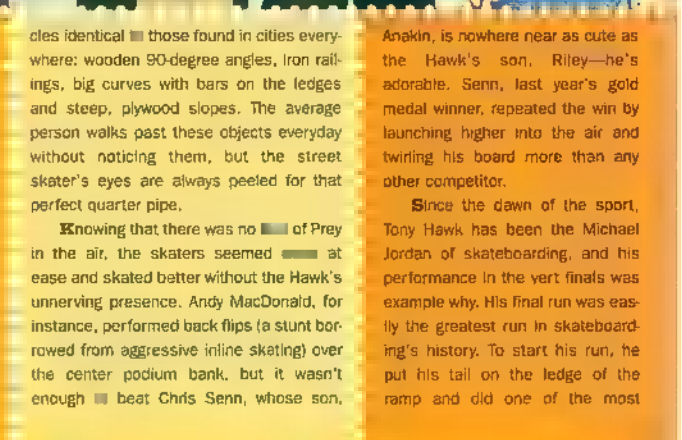 cles identical those found in cities every-
where: wooden 90-degree angles, iron rail-
ings, big curves with bars on the ledges
and steep, plywood slopes. The average
person walks past these objects everyday
without noticing them, but the street
skater's eyes are always peeled for that
perfect quarter pipe.
Knowing that there was no of Prey
in the air, the skaters seemed at
ease and skated better without the Hawk's
unnerving presence. Andy MacDonald, for
instance, performed back flips (a stunt bor-
rowed from aggressive inline skating) over
the center podium bank, but it wasn't
enough beat Chris Senn, whose son,
Anakin, is nowhere near as cute as
the Hawk's son, Riley—he's
adorable. Senn, last year's gold
medal winner, repeated the win by
launching higher into the air and
twirling his board more than any
other competitor.
Since the dawn of the sport,
Tony Hawk has been the Michael
Jordan of skateboarding, and his
performance in the vert finals was
example why. His final run was eas-
ily the greatest run in skateboard-
ing's history. To start his run, he
put his tail on the ledge of the
ramp and did one of the most